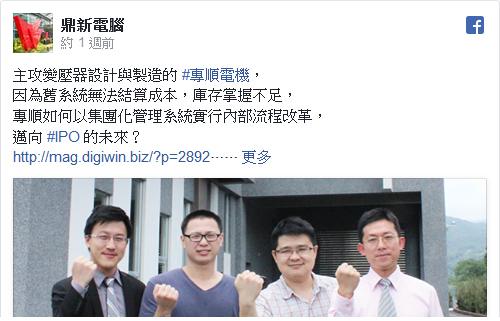 鼎新電腦
約 1 週前
主攻變壓器設計與製造的 #專順電機，
因為舊系統無法結算成本，庫存掌握不足，
專順如何以集團化管理系統實行內部流程改革，
邁向 #IPO 的未來？
http://mag.digiwin.biz/?p=2892⋯⋯ 更多